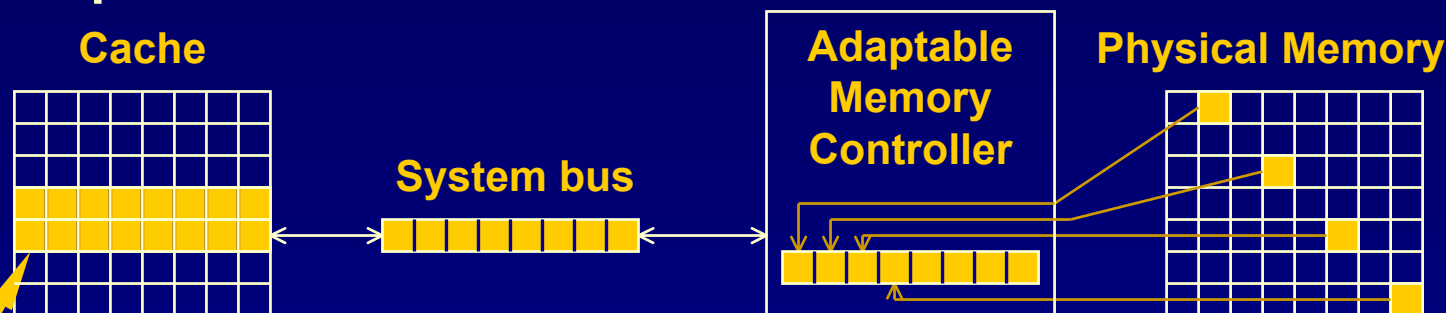 Cache
System bus
Adaptable
Memory
Controller
Physical Memory